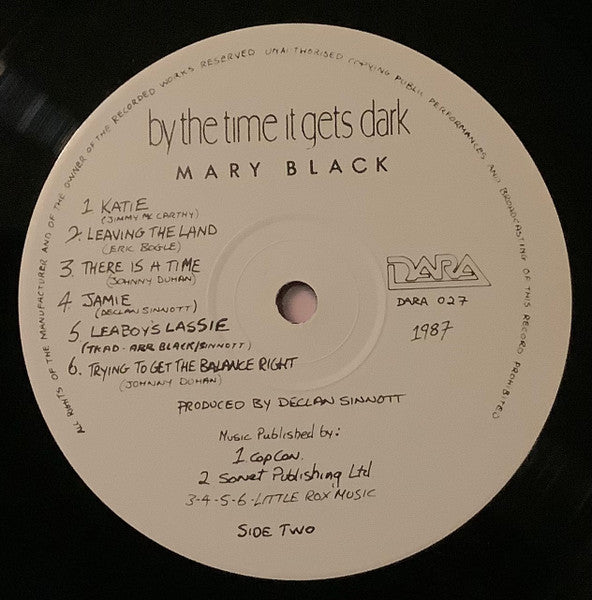 ALL RIGHTS OF THE MANUFACTURER AND OF THE OWNER OF THE RECORDED WORKS RESERVED UNAUTHORISED COPYING PUBLIC PERFORMANCES AND BROADCASTING OF THIS RECORD PROHIBITED
by the time it gets dark
MARY BLACK
1. KATIE
(JIMMY MC CARTHY)
2. LEAVING THE LAND
(ERIC BOGLE)
3. THERE IS A TIME
(JOHNNY DUHAN)
4. JAMIE
(DECLAN SINNOTT)
5. LEABOY'S LASSIE
(TRAD - ARR BLACK/SINNOTT)
6. TRYING TO GET THE BALANCE RIGHT
(JOHNNY DUHAN)
DARA
DARA 027
1987
PRODUCED BY DECLAN SINNOTT
MUSIC PUBLISHED BY:
1 COP CON.
2 SONET PUBLISHING LTD
3-4-5-6-LITTLE ROX MUSIC
SIDE TWO